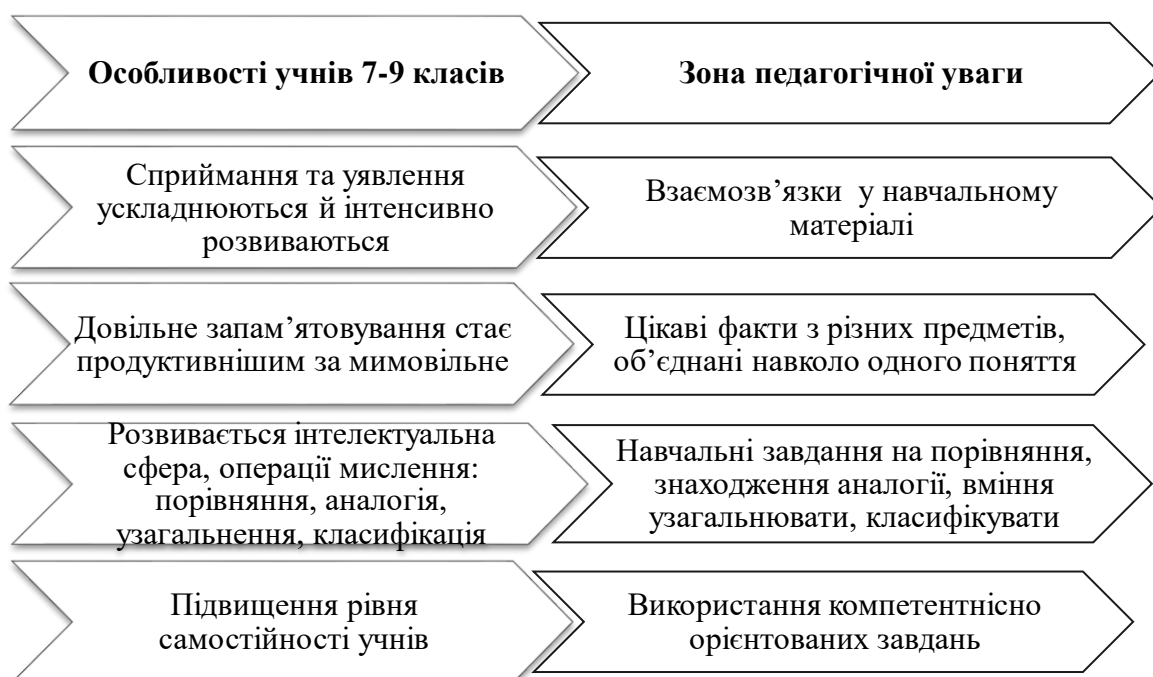 Особливості учнів 7-9 класів
Зона педагогічної уваги
Сприймання та уявлення
ускладнюються й інтенсивно
розвиваються
Взаємозв’язки у навчальному
матеріалі
Довільне запам’ятовування стає
продуктивнішим за мимовільне
Цікаві факти з різних предметів,
об’єднані навколо одного поняття
Розвивається інтелектуальна
сфера, операції мислення:
порівняння, аналогія,
узагальнення, класифікація
Навчальні завдання на порівняння,
знаходження аналогії, вміння
узагальнювати, класифікувати
Підвищення рівня
самостійності учнів
Використання компетентнісно
орієнтованих завдань